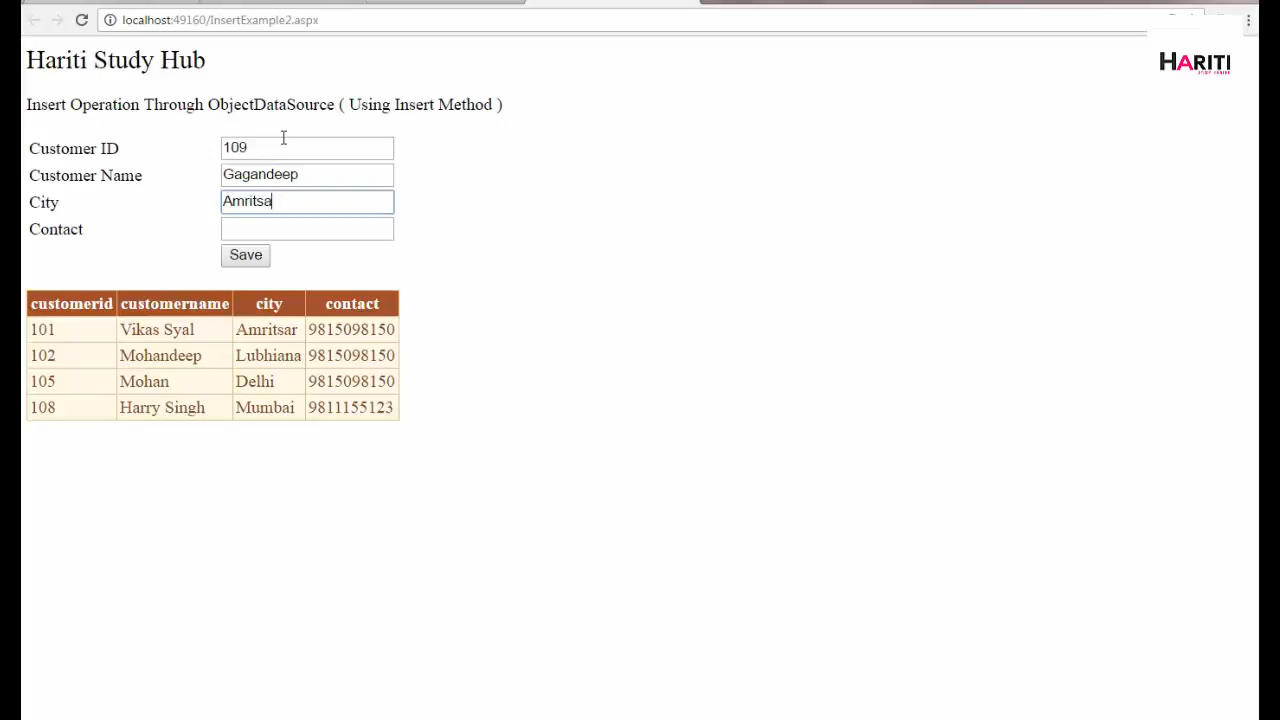 localhost:49160/InsertExample2.aspx
Hariti Study Hub
HARITI
Insert Operation Through ObjectDataSource ( Using Insert Method )
Customer ID 109
Customer Name Gagandeep
City Amritsa
Contact
Save
customerid customername city contact
101 Vikas Syal Amritsar 9815098150
102 Mohandeep Lubhiana 9815098150
105 Mohan Delhi 9815098150
108 Harry Singh Mumbai 9811155123